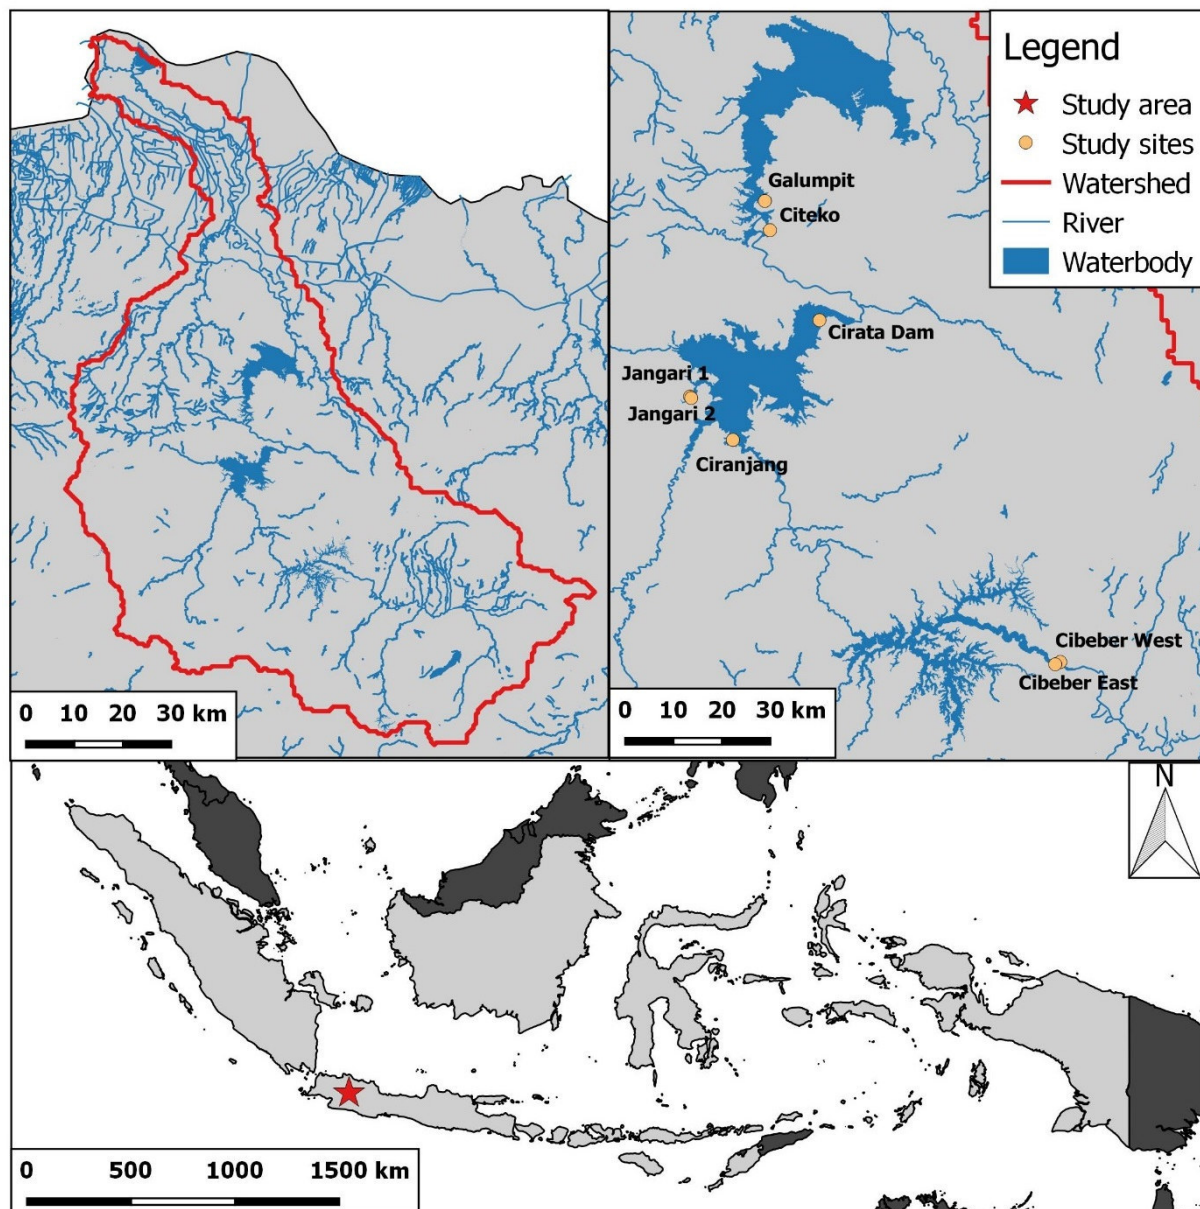 Legend
Study area
Study sites
Watershed
River
Waterbody
Galumpit
Citeko
Cirata Dam
Jangari 1
Jangari 2
Ciranjang
Cibeber West
Cibeber East
0 10 20 30 km
0 10 20 30 km
N
0 500 1000 1500 km